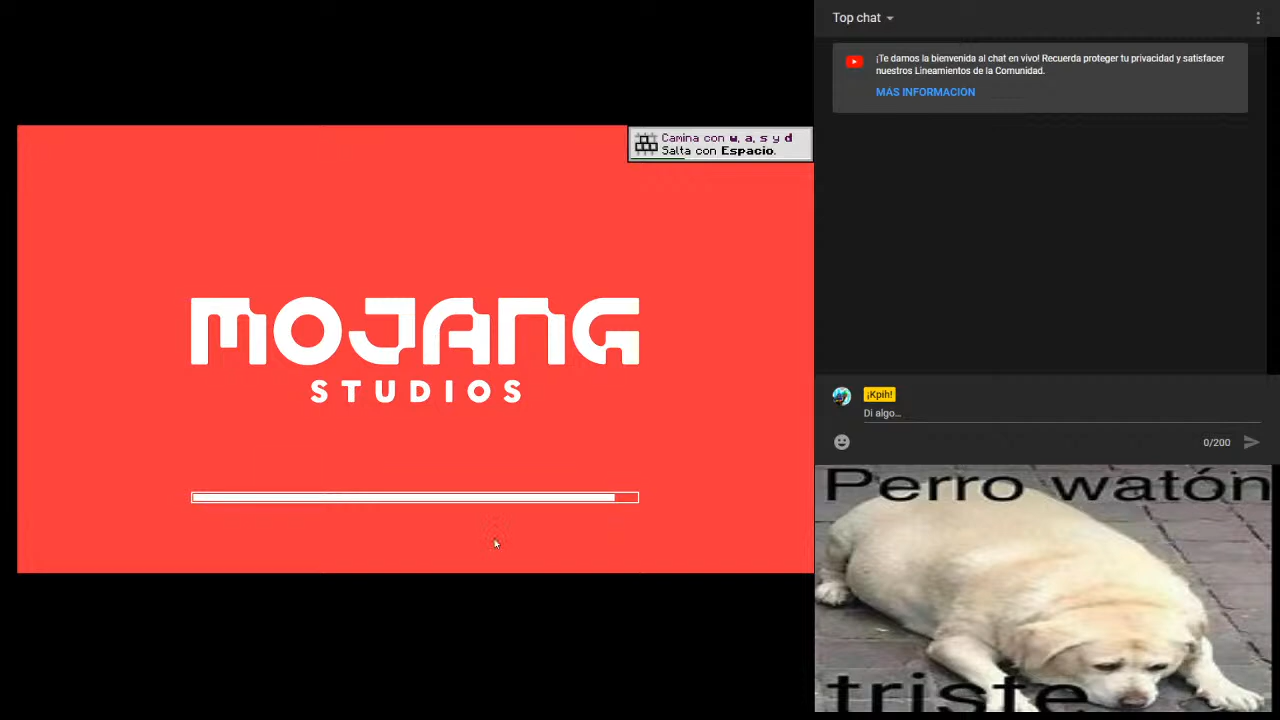 Top chat
¡Te damos la bienvenida al chat en vivo! Recuerda proteger tu privacidad y satisfacer
nuestros Lineamientos de la Comunidad.
MÁS INFORMACIÓN
Camina con w, a, s y d
Salta con Espacio.
MOJANG
STUDIOS
¡Kpih!
Di algo...
0/200
Perro watón
triste